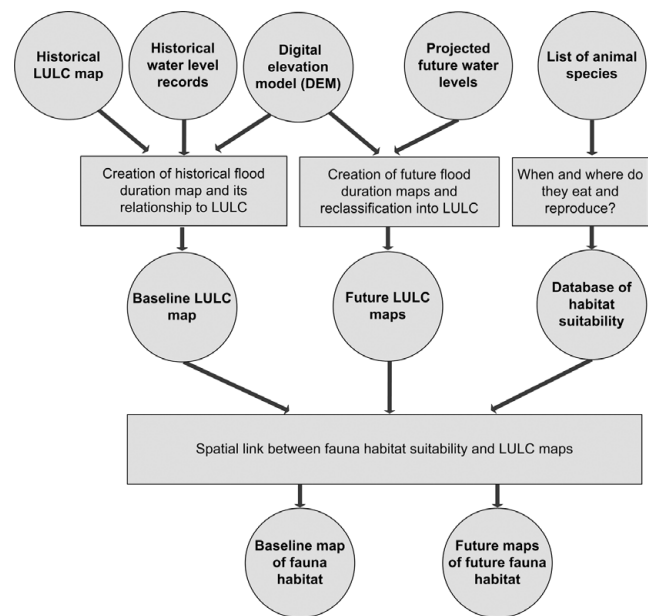 Historical
LULC map
Historical
water level
records
Digital
elevation
model (DEM)
Projected
future water
levels
List of animal
species
Creation of historical flood
duration map and its
relationship to LULC
Creation of future flood
duration maps and
reclassification into LULC
When and where do
they eat and
reproduce?
Baseline LULC
map
Future LULC
maps
Database of
habitat
suitability
Spatial link between fauna habitat suitability and LULC maps
Baseline map
of fauna
habitat
Future maps
of future fauna
habitat